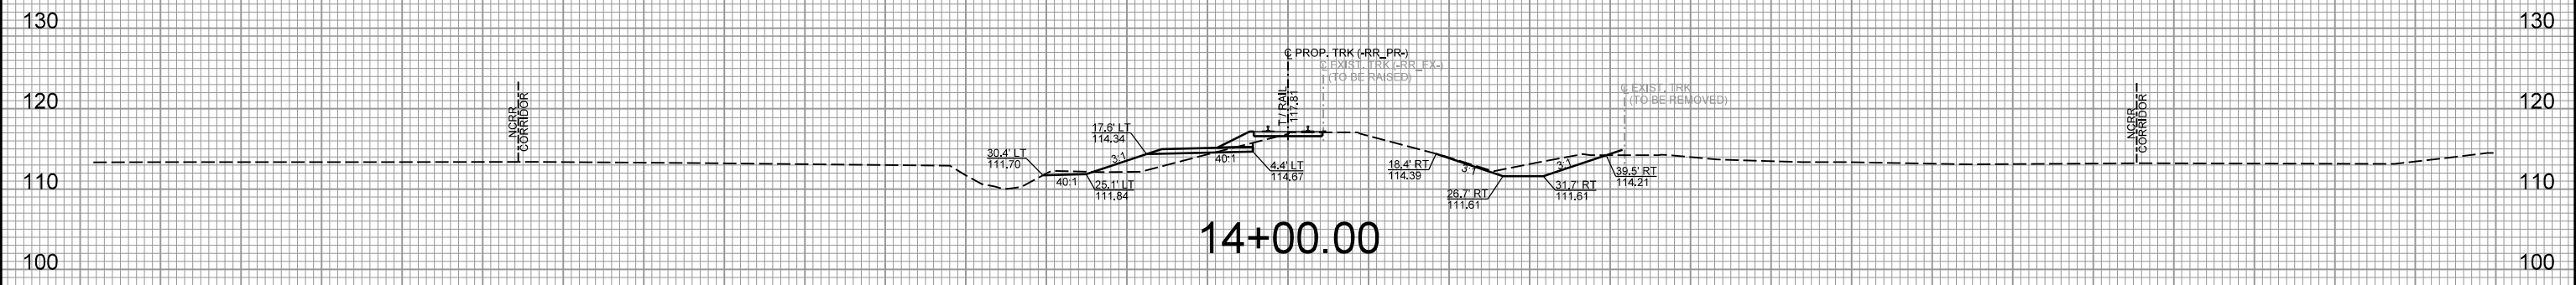 130
130
℄ PROP. TRK (-RR_PR-)
℄ EXIST. TRK (-RR_EX-)
(TO BE RAISED)
℄ EXIST. TRK
(TO BE REMOVED)
120
120
NCRR
CORRIDOR
T / RAIL
117.81
NCRR
CORRIDOR
17.6' LT
114.34
30.4' LT
111.70
3:1
40:1
4.4' LT
114.67
18.4' RT
114.39
3:1
3:1
39.5' RT
114.21
110
110
40:1
25.1' LT
111.84
26.7' RT
111.61
31.7' RT
111.61
14+00.00
100
100